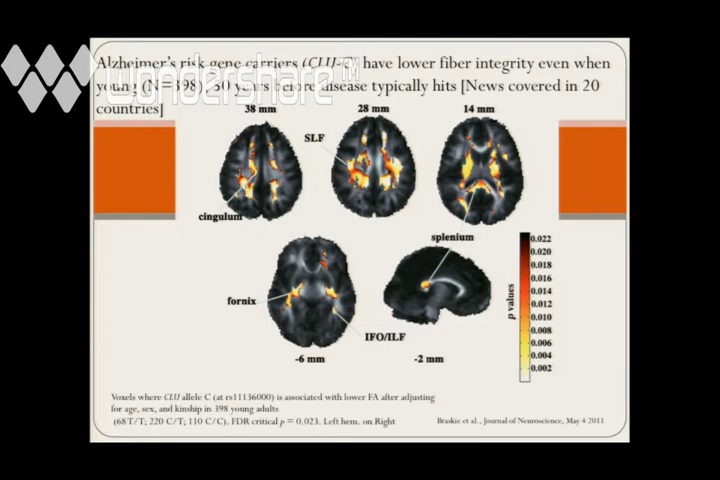 Alzheimer's risk gene carriers (CLU-C) have lower fiber integrity even when
young (N=398), 50 years before disease typically hits [News covered in 20
countries]
wondershare™
38 mm
28 mm
14 mm
SLF
cingulum
splenium
fornix
IFO/ILF
-6 mm
-2 mm
p values
0.022
0.020
0.018
0.016
0.014
0.012
0.010
0.008
0.006
0.004
0.002
Voxels where CLU allele C (at rs11136000) is associated with lower FA after adjusting
for age, sex, and kinship in 398 young adults
(68 T/T; 220 C/T; 110 C/C). FDR critical p = 0.023. Left hem. on Right
Braskie et al., Journal of Neuroscience, May 4 2011